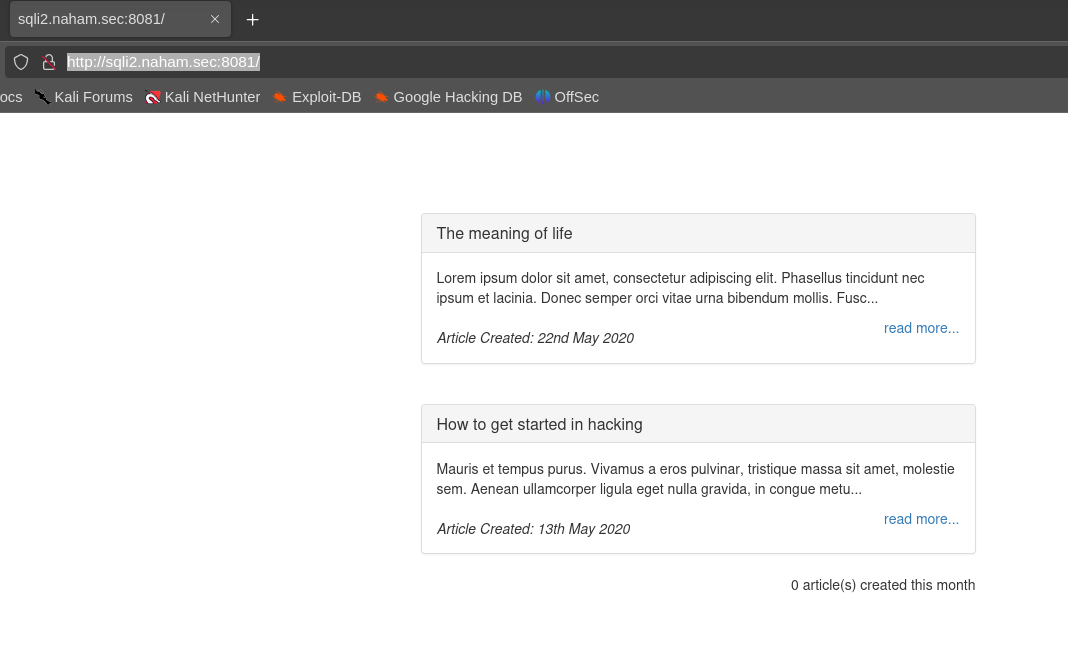 sqli2.naham.sec:8081/
http://sqli2.naham.sec:8081/
ocs Kali Forums Kali NetHunter Exploit-DB Google Hacking DB OffSec
The meaning of life
Lorem ipsum dolor sit amet, consectetur adipiscing elit. Phasellus tincidunt nec
ipsum et lacinia. Donec semper orci vitae urna bibendum mollis. Fusc...
read more...
Article Created: 22nd May 2020
How to get started in hacking
Mauris et tempus purus. Vivamus a eros pulvinar, tristique massa sit amet, molestie
sem. Aenean ullamcorper ligula eget nulla gravida, in congue metu...
read more...
Article Created: 13th May 2020
0 article(s) created this month